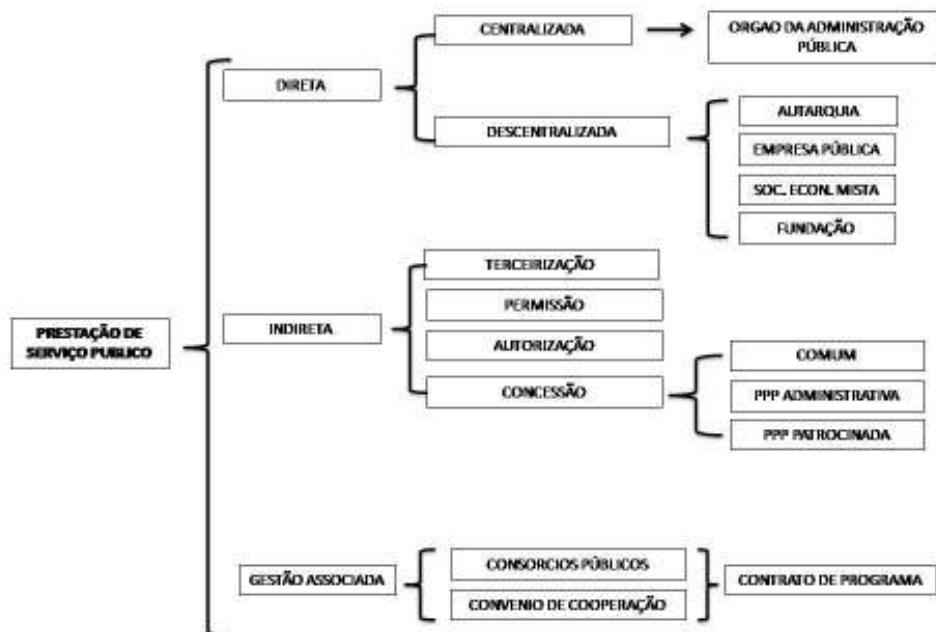 CENTRALIZADA
ORGAO DA ADMINISTRAÇÃO
PÚBLICA
DIRETA
DESCENTRALIZADA
AUTARQUIA
EMPRESA PÚBLICA
SOC. ECON. MISTA
FUNDAÇÃO
PRESTAÇÃO DE
SERVIÇO PUBLICO
INDIRETA
TERCEIRIZAÇÃO
PERMISSÃO
AUTORIZAÇÃO
CONCESSÃO
COMUM
PPP ADMINISTRATIVA
PPP PATROCINADA
GESTÃO ASSOCIADA
CONSORCIOS PÚBLICOS
CONVENIO DE COOPERAÇÃO
CONTRATO DE PROGRAMA